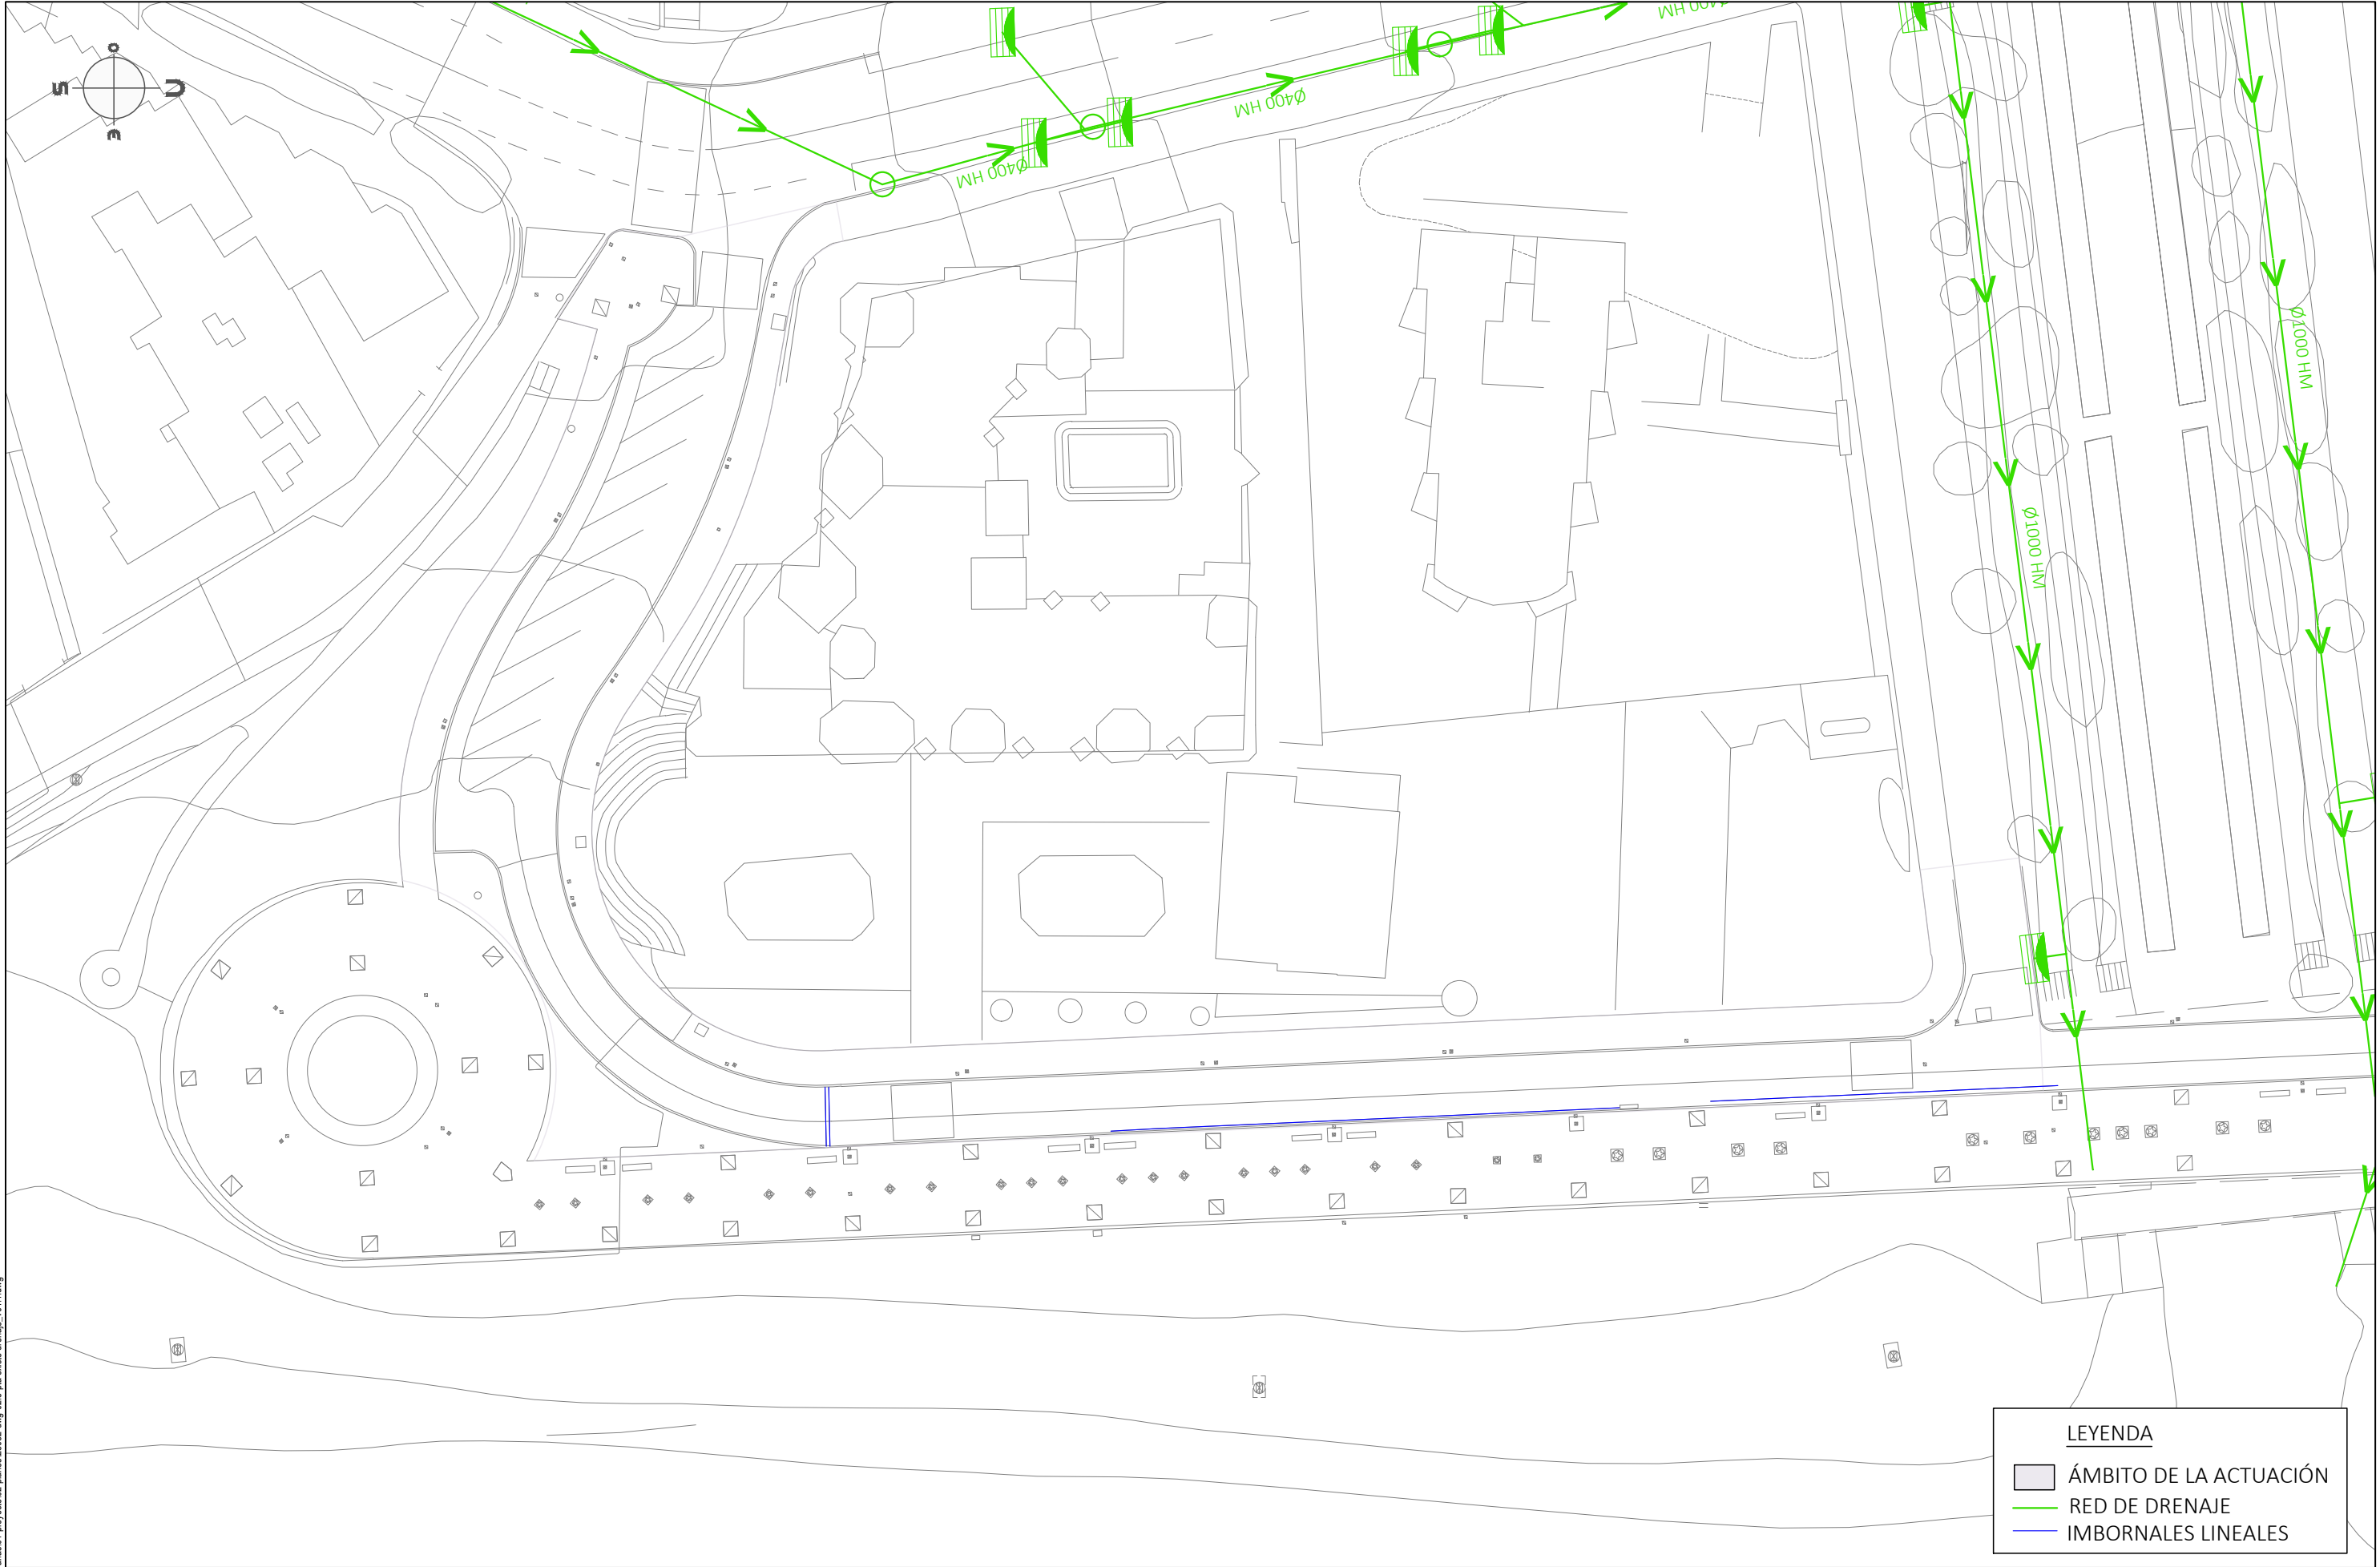 o
s
n
e
Ø400 HM
Ø400 HM
Ø400 HM
Ø1000 HM
Ø1000 HM
LEYENDA
ÁMBITO DE LA ACTUACIÓN
RED DE DRENAJE
IMBORNALES LINEALES